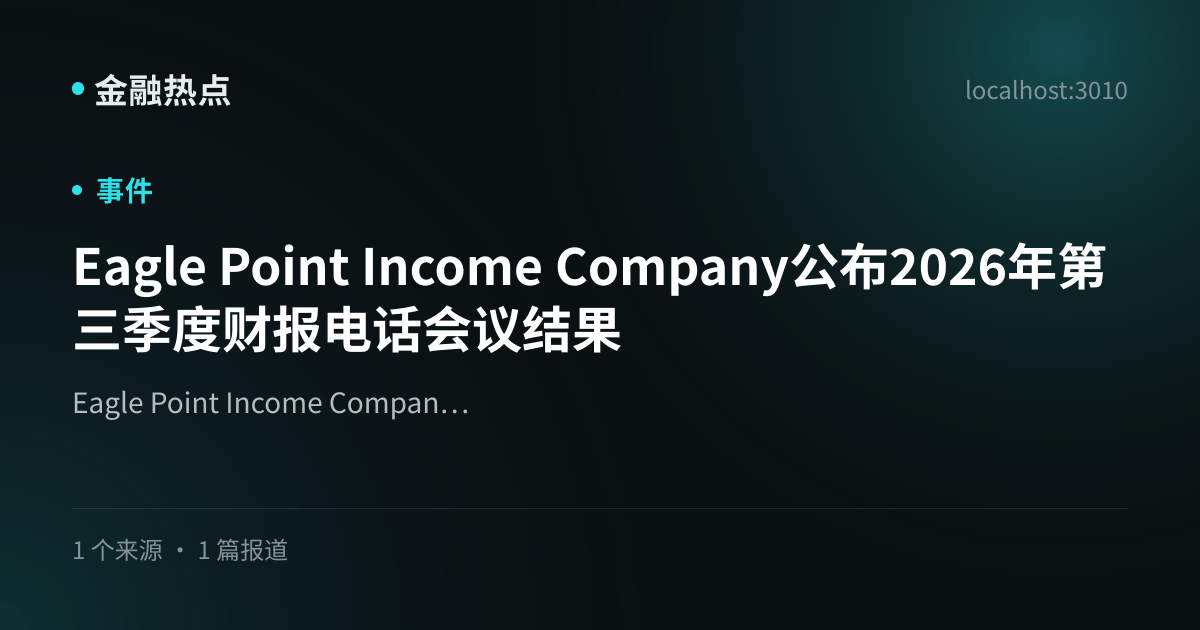 金融热点
localhost:3010
事件
Eagle Point Income Company公布2026年第
三季度财报电话会议结果
Eagle Point Income Compan…
1 个来源 · 1 篇报道